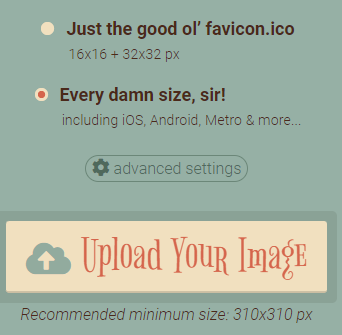 Just the good ol’ favicon.ico
16x16 + 32x32 px
Every damn size, sir!
including iOS, Android, Metro & more...
advanced settings
Upload Your Image
Recommended minimum size: 310x310 px